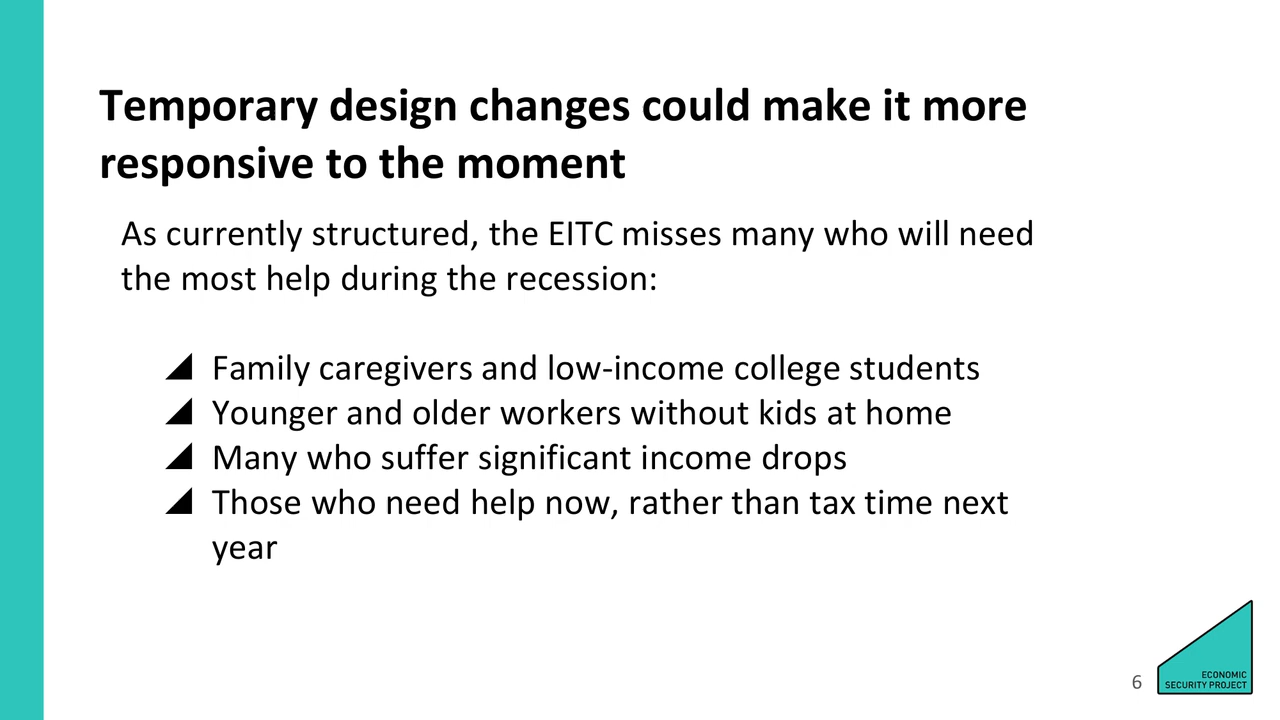 Temporary design changes could make it more
responsive to the moment
As currently structured, the EITC misses many who will need
the most help during the recession:
Family caregivers and low-income college students
Younger and older workers without kids at home
Many who suffer significant income drops
Those who need help now, rather than tax time next
year
6
ECONOMIC
SECURITY PROJECT